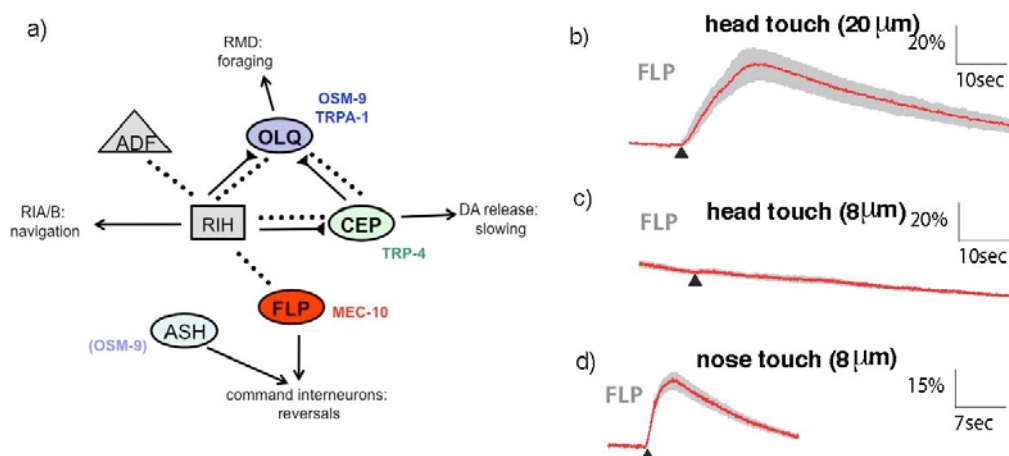 a)
RMD:
foraging
OSM-9
TRPA-1
OLQ
ADF
RIA/B:
navigation
RIH
CEP
DA release:
slowing
TRP-4
FLP
MEC-10
ASH
(OSM-9)
command interneurons:
reversals
b)
head touch (20 µm)
20%
FLP
10sec
c)
head touch (8µm)
FLP
20%
10sec
d)
nose touch (8µm)
FLP
15%
7sec